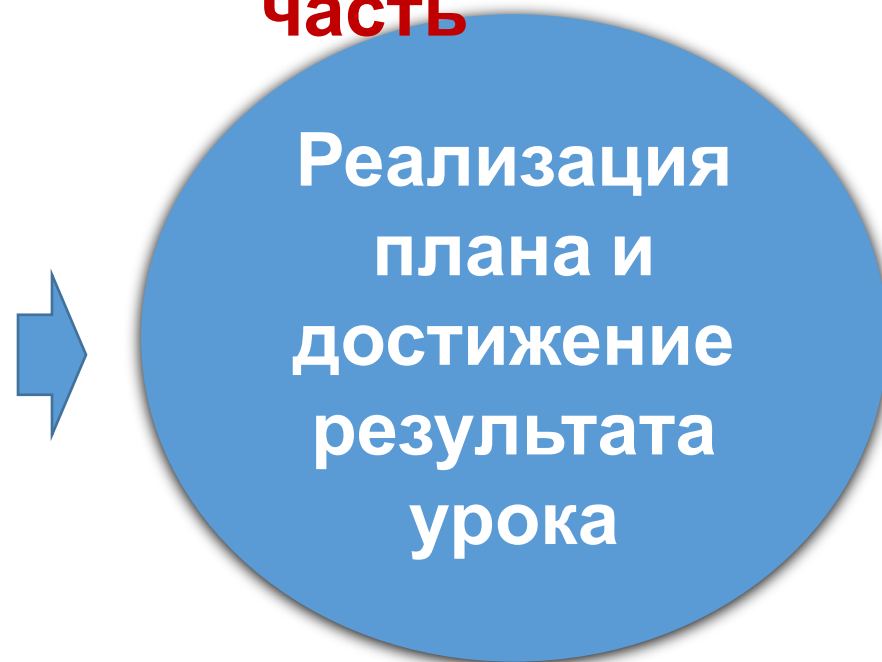 часть
Реализация
плана и
достижение
результата
урока